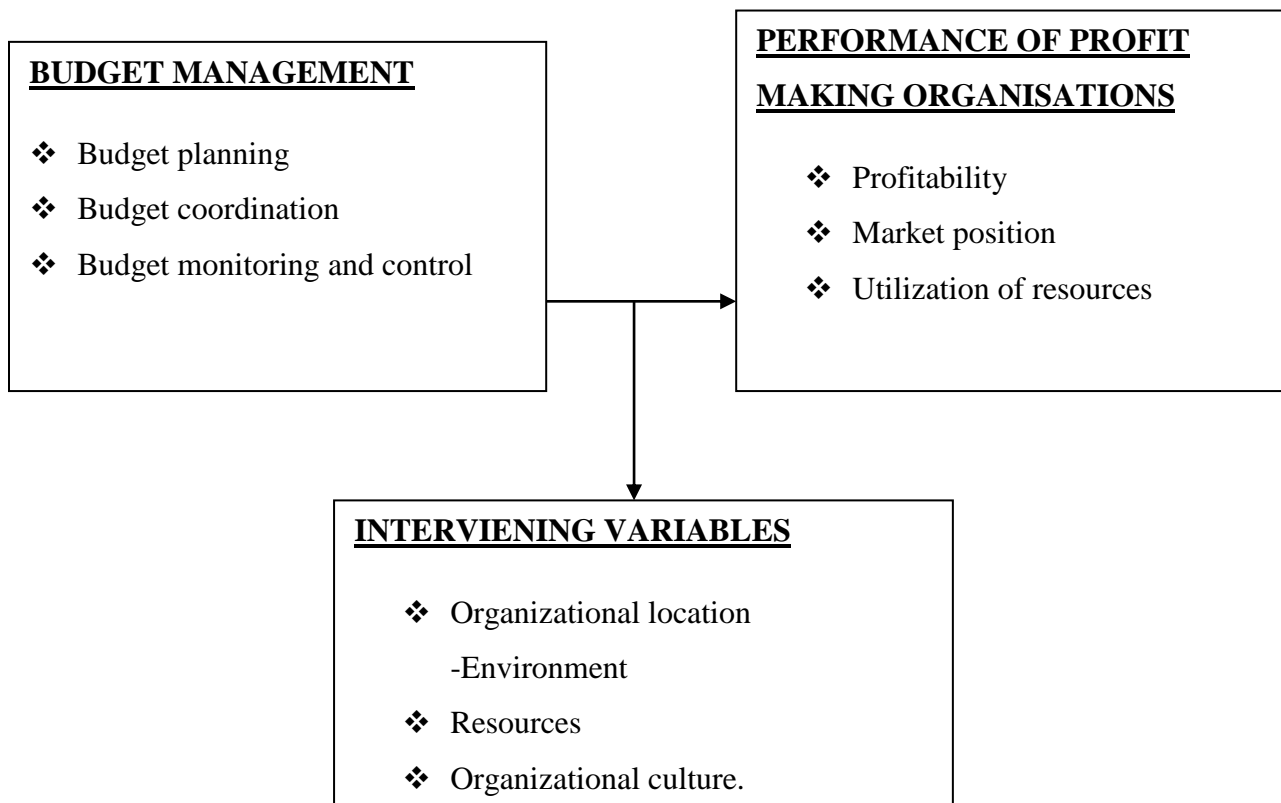 BUDGET MANAGEMENT
❖ Budget planning
❖ Budget coordination
❖ Budget monitoring and control
PERFORMANCE OF PROFIT
MAKING ORGANISATIONS
❖ Profitability
❖ Market position
❖ Utilization of resources
INTERVIENING VARIABLES
❖ Organizational location
-Environment
❖ Resources
❖ Organizational culture.